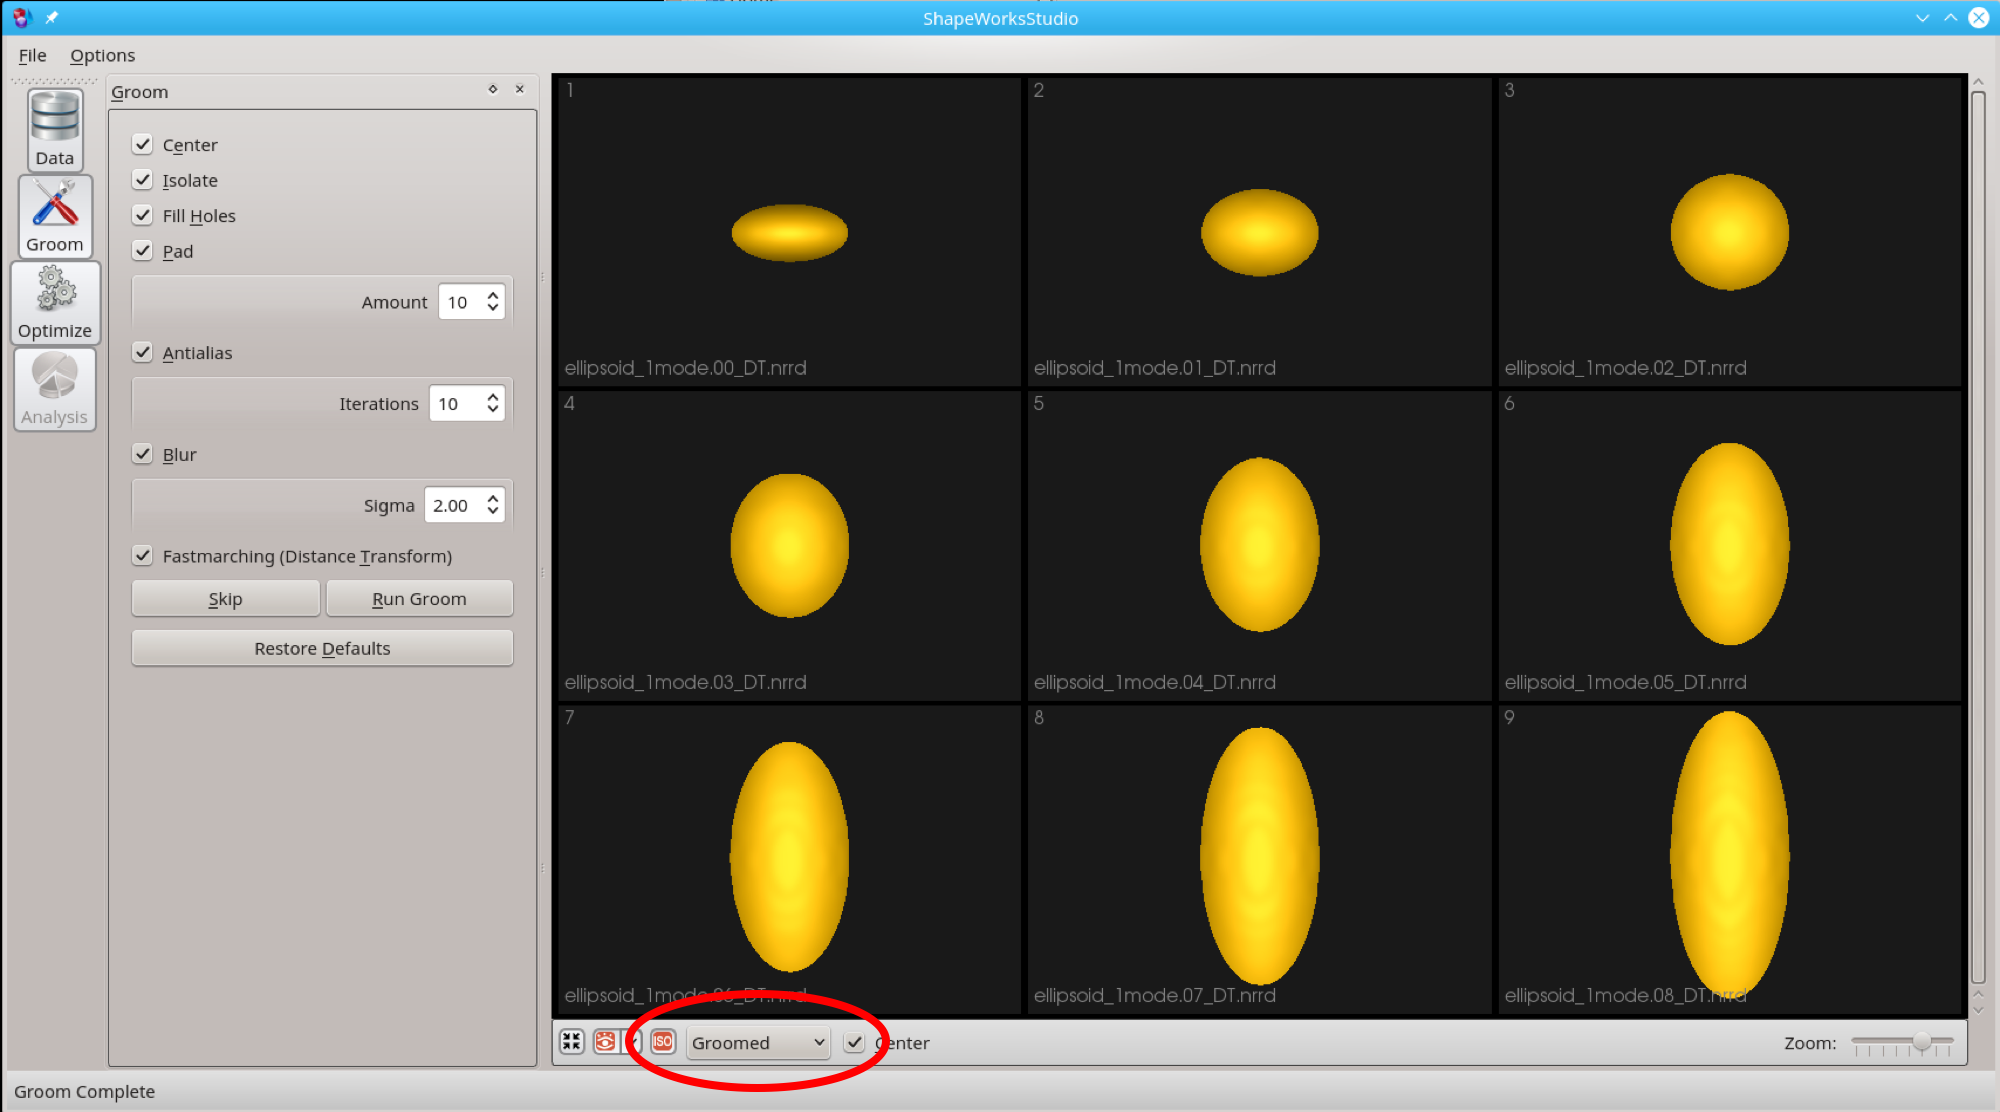 ShapeWorksStudio
File Options
Data
Groom
Optimize
Analysis
Groom
Center
Isolate
Fill Holes
Pad
Amount 10
Antialias
Iterations 10
Blur
Sigma 2.00
Fastmarching (Distance Transform)
Skip Run Groom
Restore Defaults
1
ellipsoid_1mode.00_DT.nrrd
2
ellipsoid_1mode.01_DT.nrrd
3
ellipsoid_1mode.02_DT.nrrd
4
ellipsoid_1mode.03_DT.nrrd
5
ellipsoid_1mode.04_DT.nrrd
6
ellipsoid_1mode.05_DT.nrrd
7
ellipsoid_1mode.06_DT.nrrd
8
ellipsoid_1mode.07_DT.nrrd
9
ellipsoid_1mode.08_DT.nrrd
ISO Groomed Center Zoom:
Groom Complete